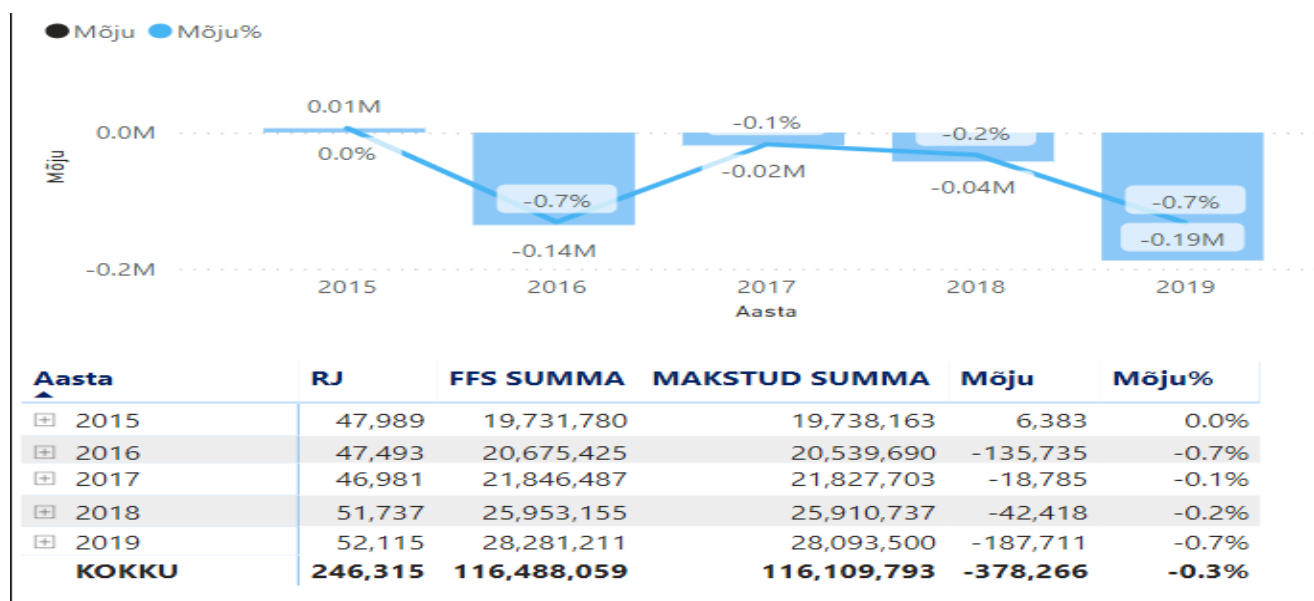 Mõju Mõju%
0.01M
0.0M -0.1% -0.2%
0.0%
Mõju
-0.02M
-0.04M
-0.7% -0.7%
-0.14M -0.19M
-0.2M
2015 2016 2017 2018 2019
Aasta
Aasta RJ FFS SUMMA MAKSTUD SUMMA Mõju Mõju%
2015 47,989 19,731,780 19,738,163 6,383 0.0%
2016 47,493 20,675,425 20,539,690 -135,735 -0.7%
2017 46,981 21,846,487 21,827,703 -18,785 -0.1%
2018 51,737 25,953,155 25,910,737 -42,418 -0.2%
2019 52,115 28,281,211 28,093,500 -187,711 -0.7%
KOKKU 246,315 116,488,059 116,109,793 -378,266 -0.3%